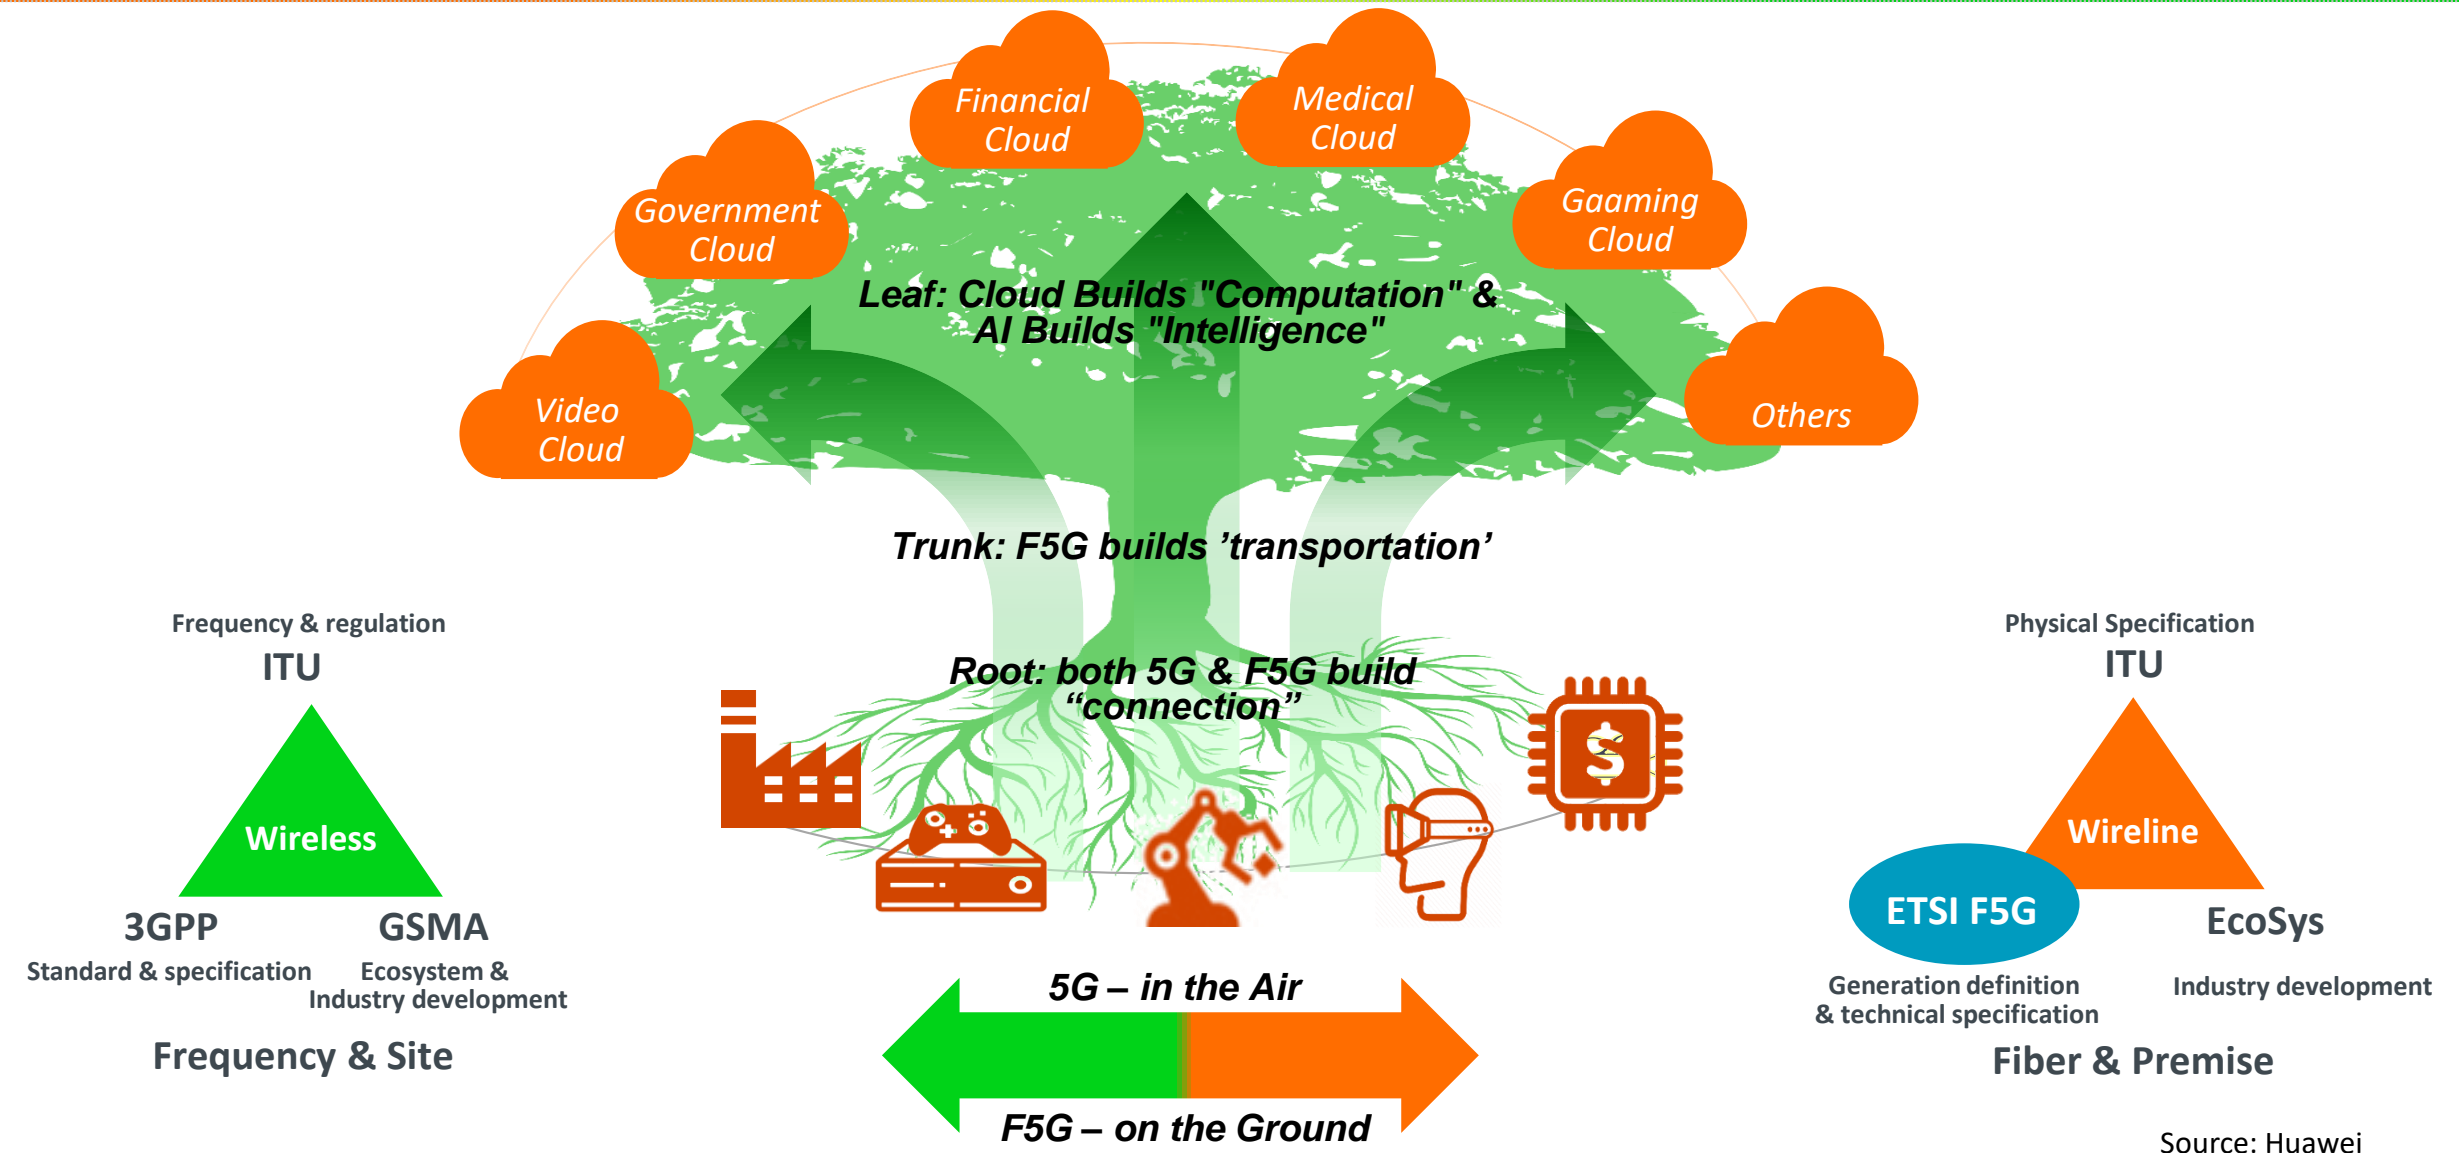 Financial
Cloud
Medical
Cloud
Government
Cloud
Gaaming
Cloud
Leaf: Cloud Builds "Computation" &
AI Builds "Intelligence"
Video
Cloud
Others
Trunk: F5G builds ’transportation’
Root: both 5G & F5G build
“connection”
$
Frequency & regulation
ITU
Wireless
3GPP
Standard & specification
GSMA
Ecosystem &
Industry development
Frequency & Site
5G – in the Air
F5G – on the Ground
Physical Specification
ITU
Wireline
ETSI F5G
Generation definition
& technical specification
EcoSys
Industry development
Fiber & Premise
Source: Huawei